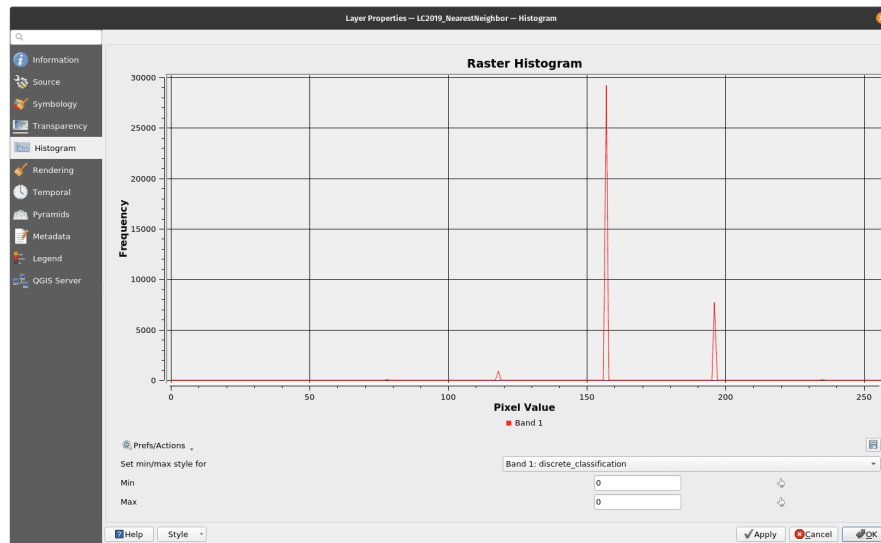 Layer Properties — LC2019_NearestNeighbor — Histogram
Information
Source
Symbology
Transparency
Histogram
Rendering
Temporal
Pyramids
Metadata
Legend
QGIS Server
Raster Histogram
30000
25000
20000
15000
10000
5000
0
Frequency
0 50 100 150 200 250
Pixel Value
Band 1
Prefs/Actions
Set min/max style for Band 1: discrete_classification
Min 0
Max 0
Help Style Apply Cancel OK